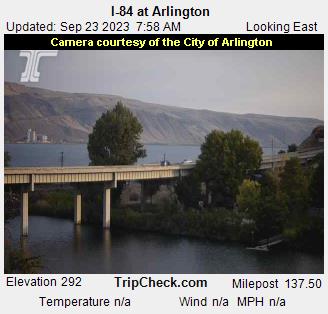 I-84 at Arlington
Updated: Sep 23 2023 7:58 AM Looking East
Camera courtesy of the City of Arlington
Elevation 292 TripCheck.com Milepost 137.50
Temperature n/a Wind n/a MPH n/a